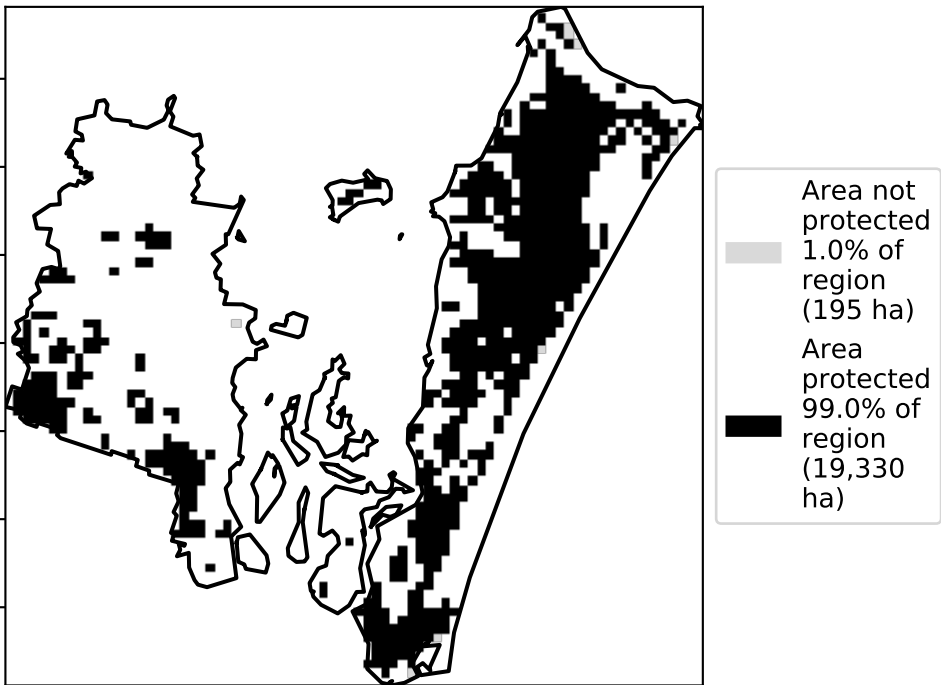 Area not
protected
1.0% of
region
(195 ha)
Area
protected
99.0% of
region
(19,330
ha)